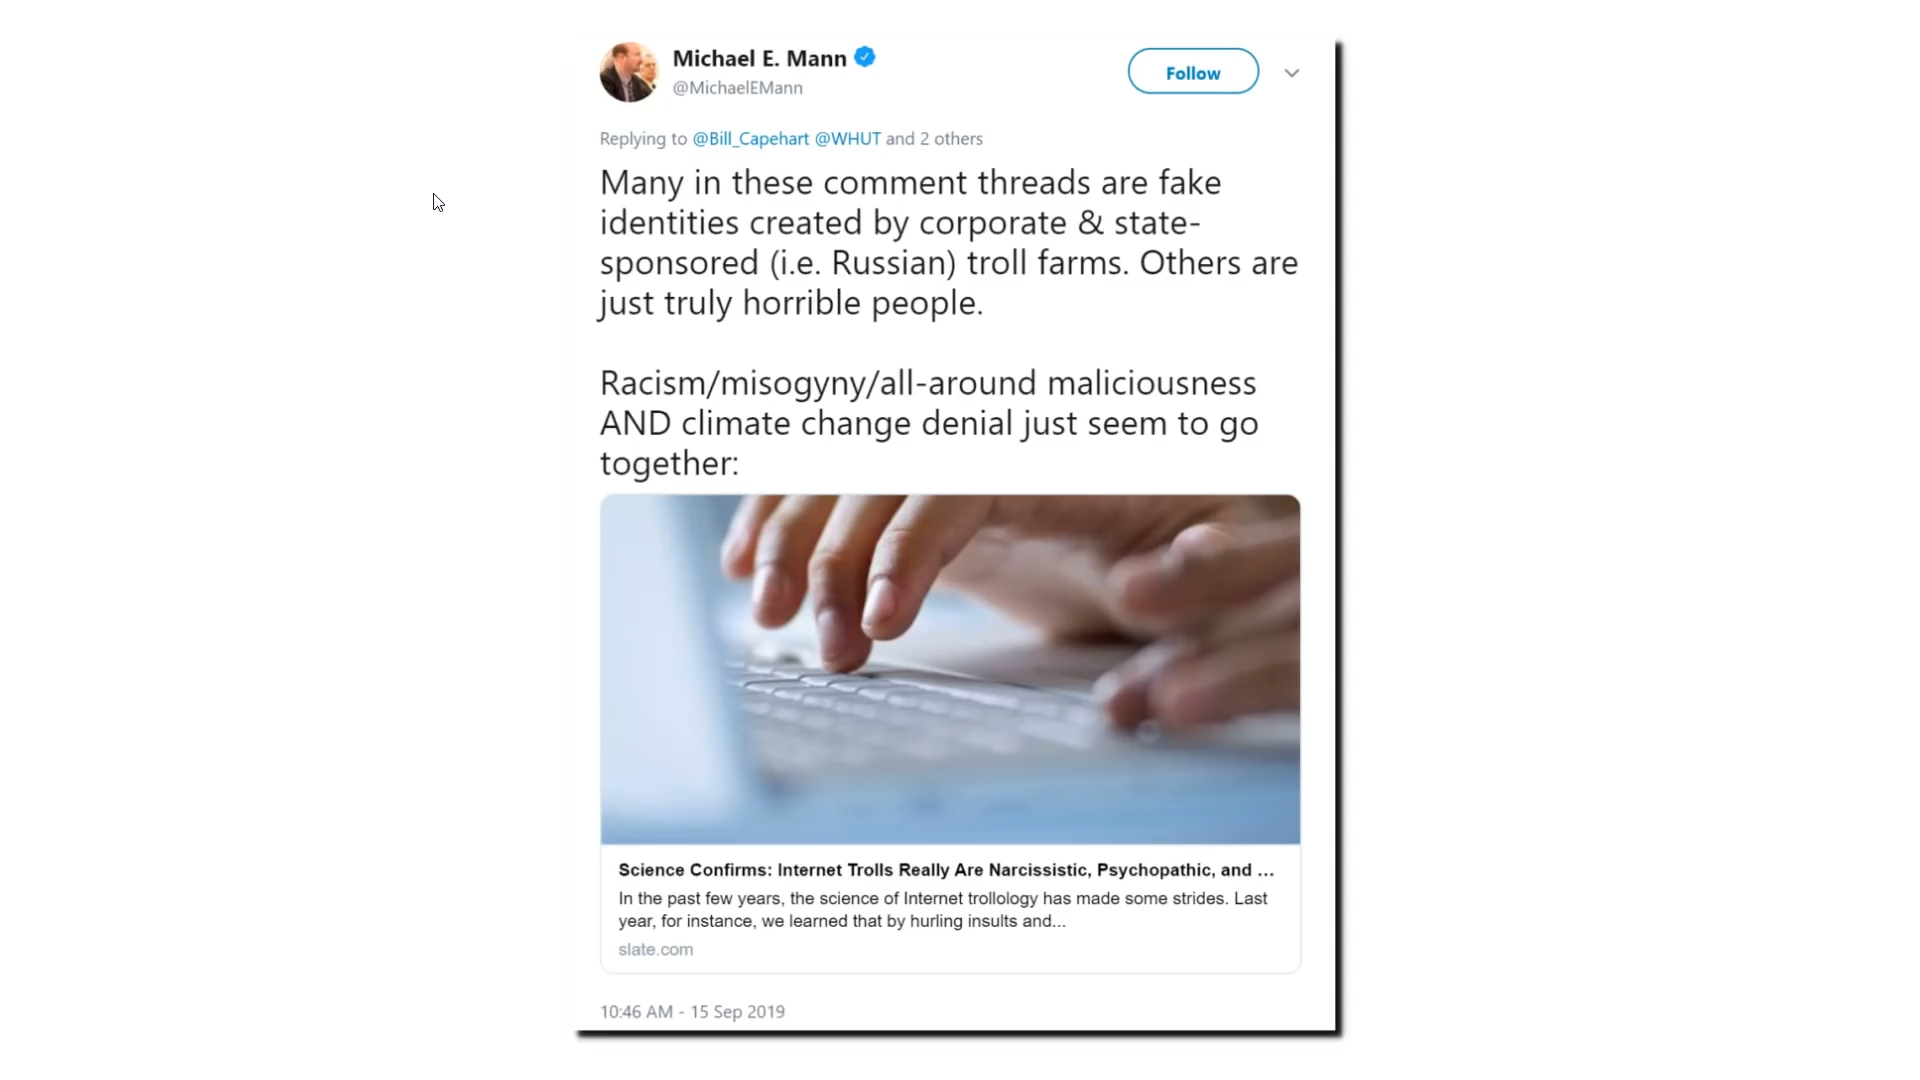 Michael E. Mann
Follow
@MichaelEMann
Replying to @Bill_Capehart @WHUT and 2 others
Many in these comment threads are fake
identities created by corporate & state-
sponsored (i.e. Russian) troll farms. Others are
just truly horrible people.
Racism/misogyny/all-around maliciousness
AND climate change denial just seem to go
together:
Science Confirms: Internet Trolls Really Are Narcissistic, Psychopathic, and ...
In the past few years, the science of Internet trollology has made some strides. Last
year, for instance, we learned that by hurling insults and...
slate.com
10:46 AM - 15 Sep 2019